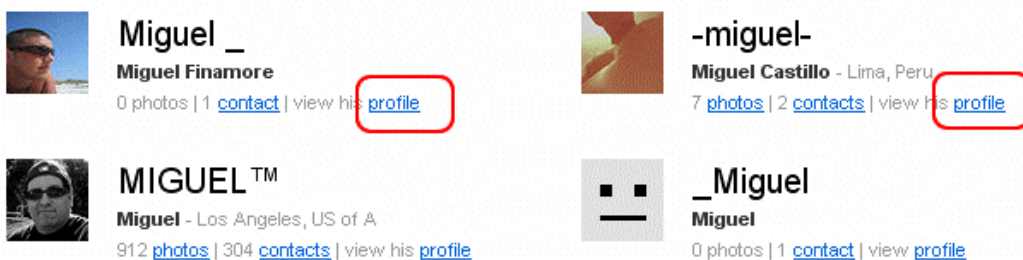 Miguel _
Miguel Finamore
0 photos | 1 contact | view his profile
-miguel-
Miguel Castillo - Lima, Peru
7 photos | 2 contacts | view his profile
MIGUEL™
Miguel - Los Angeles, US of A
912 photos | 304 contacts | view his profile
_Miguel
Miguel
0 photos | 1 contact | view profile